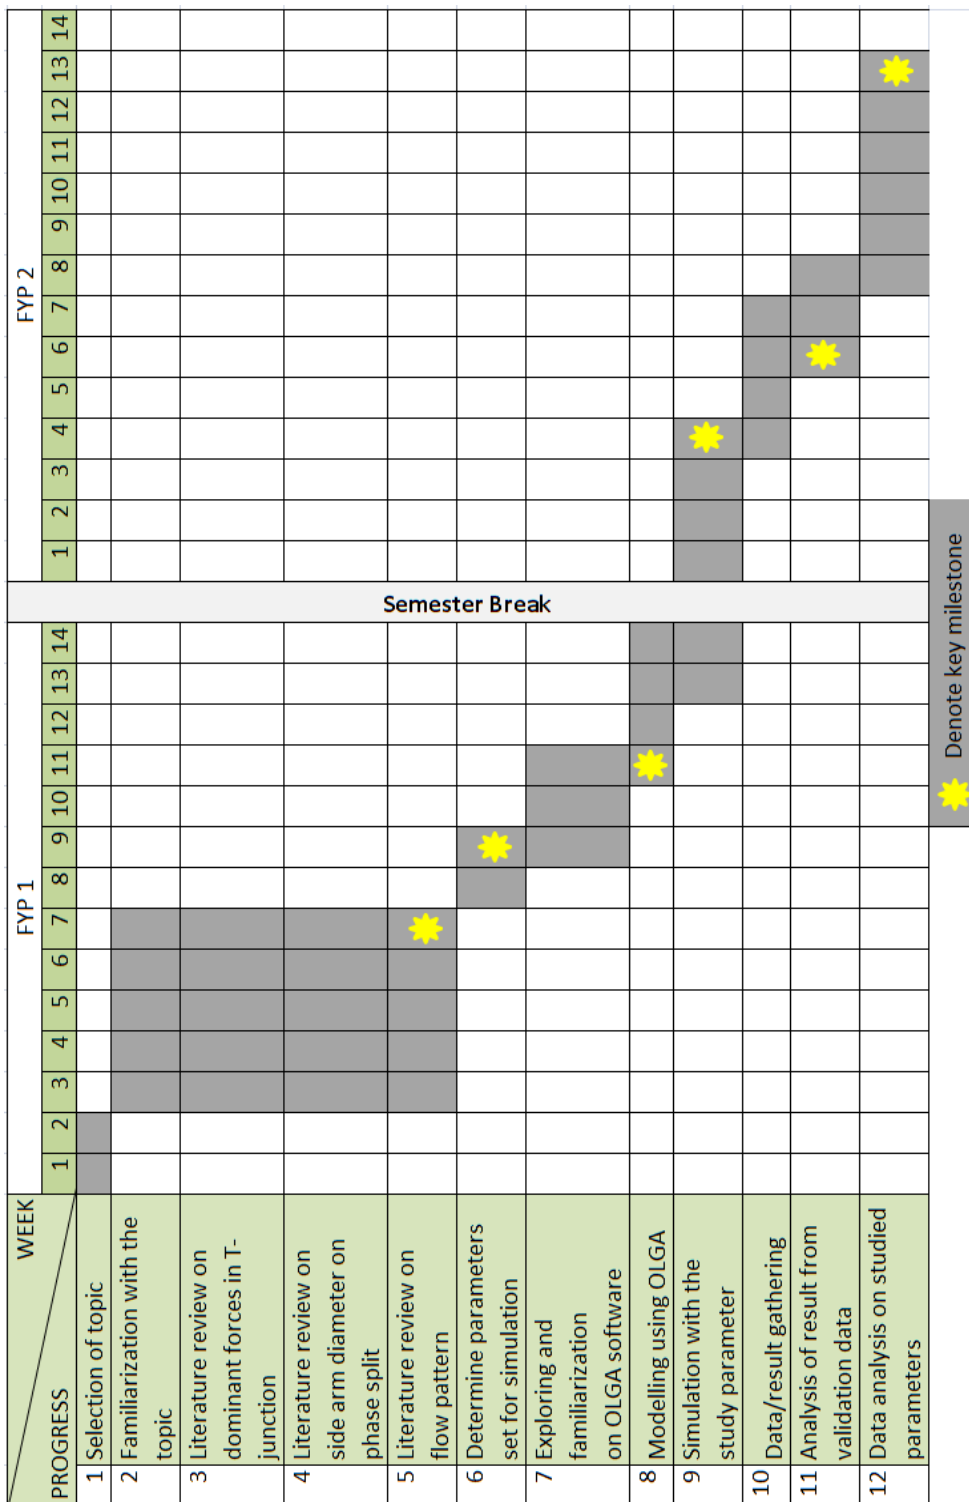 WEEK
PROGRESS
FYP 1
FYP 2
1 2 3 4 5 6 7 8 9 10 11 12 13 14
1 2 3 4 5 6 7 8 9 10 11 12 13 14
Semester Break
1 Selection of topic
2 Familiarization with the
topic
3 Literature review on
dominant forces in T-
junction
4 Literature review on
side arm diameter on
phase split
5 Literature review on
flow pattern
6 Determine parameters
set for simulation
7 Exploring and
familiarization
on OLGA software
8 Modelling using OLGA
9 Simulation with the
study parameter
10 Data/result gathering
11 Analysis of result from
validation data
12 Data analysis on studied
parameters
Denote key milestone